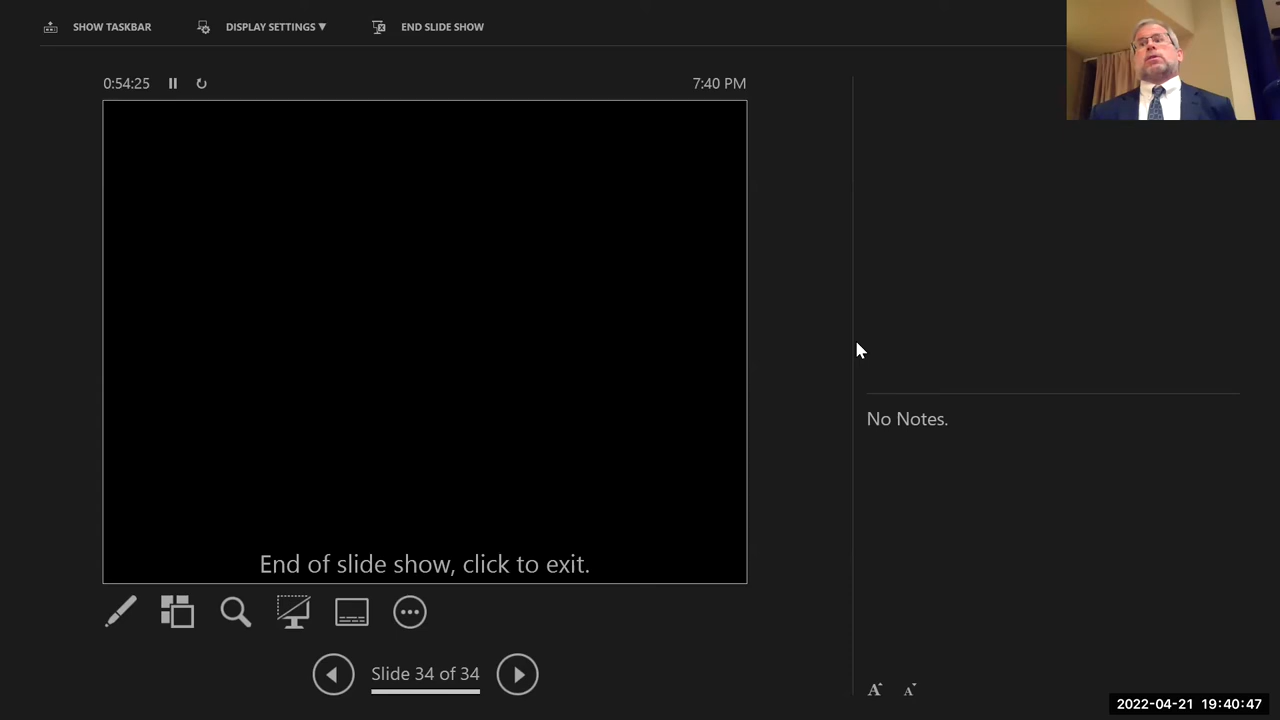 SHOW TASKBAR
DISPLAY SETTINGS ▼
END SLIDE SHOW
0:54:25
7:40 PM
End of slide show, click to exit.
No Notes.
Slide 34 of 34
A A
2022-04-21 19:40:47